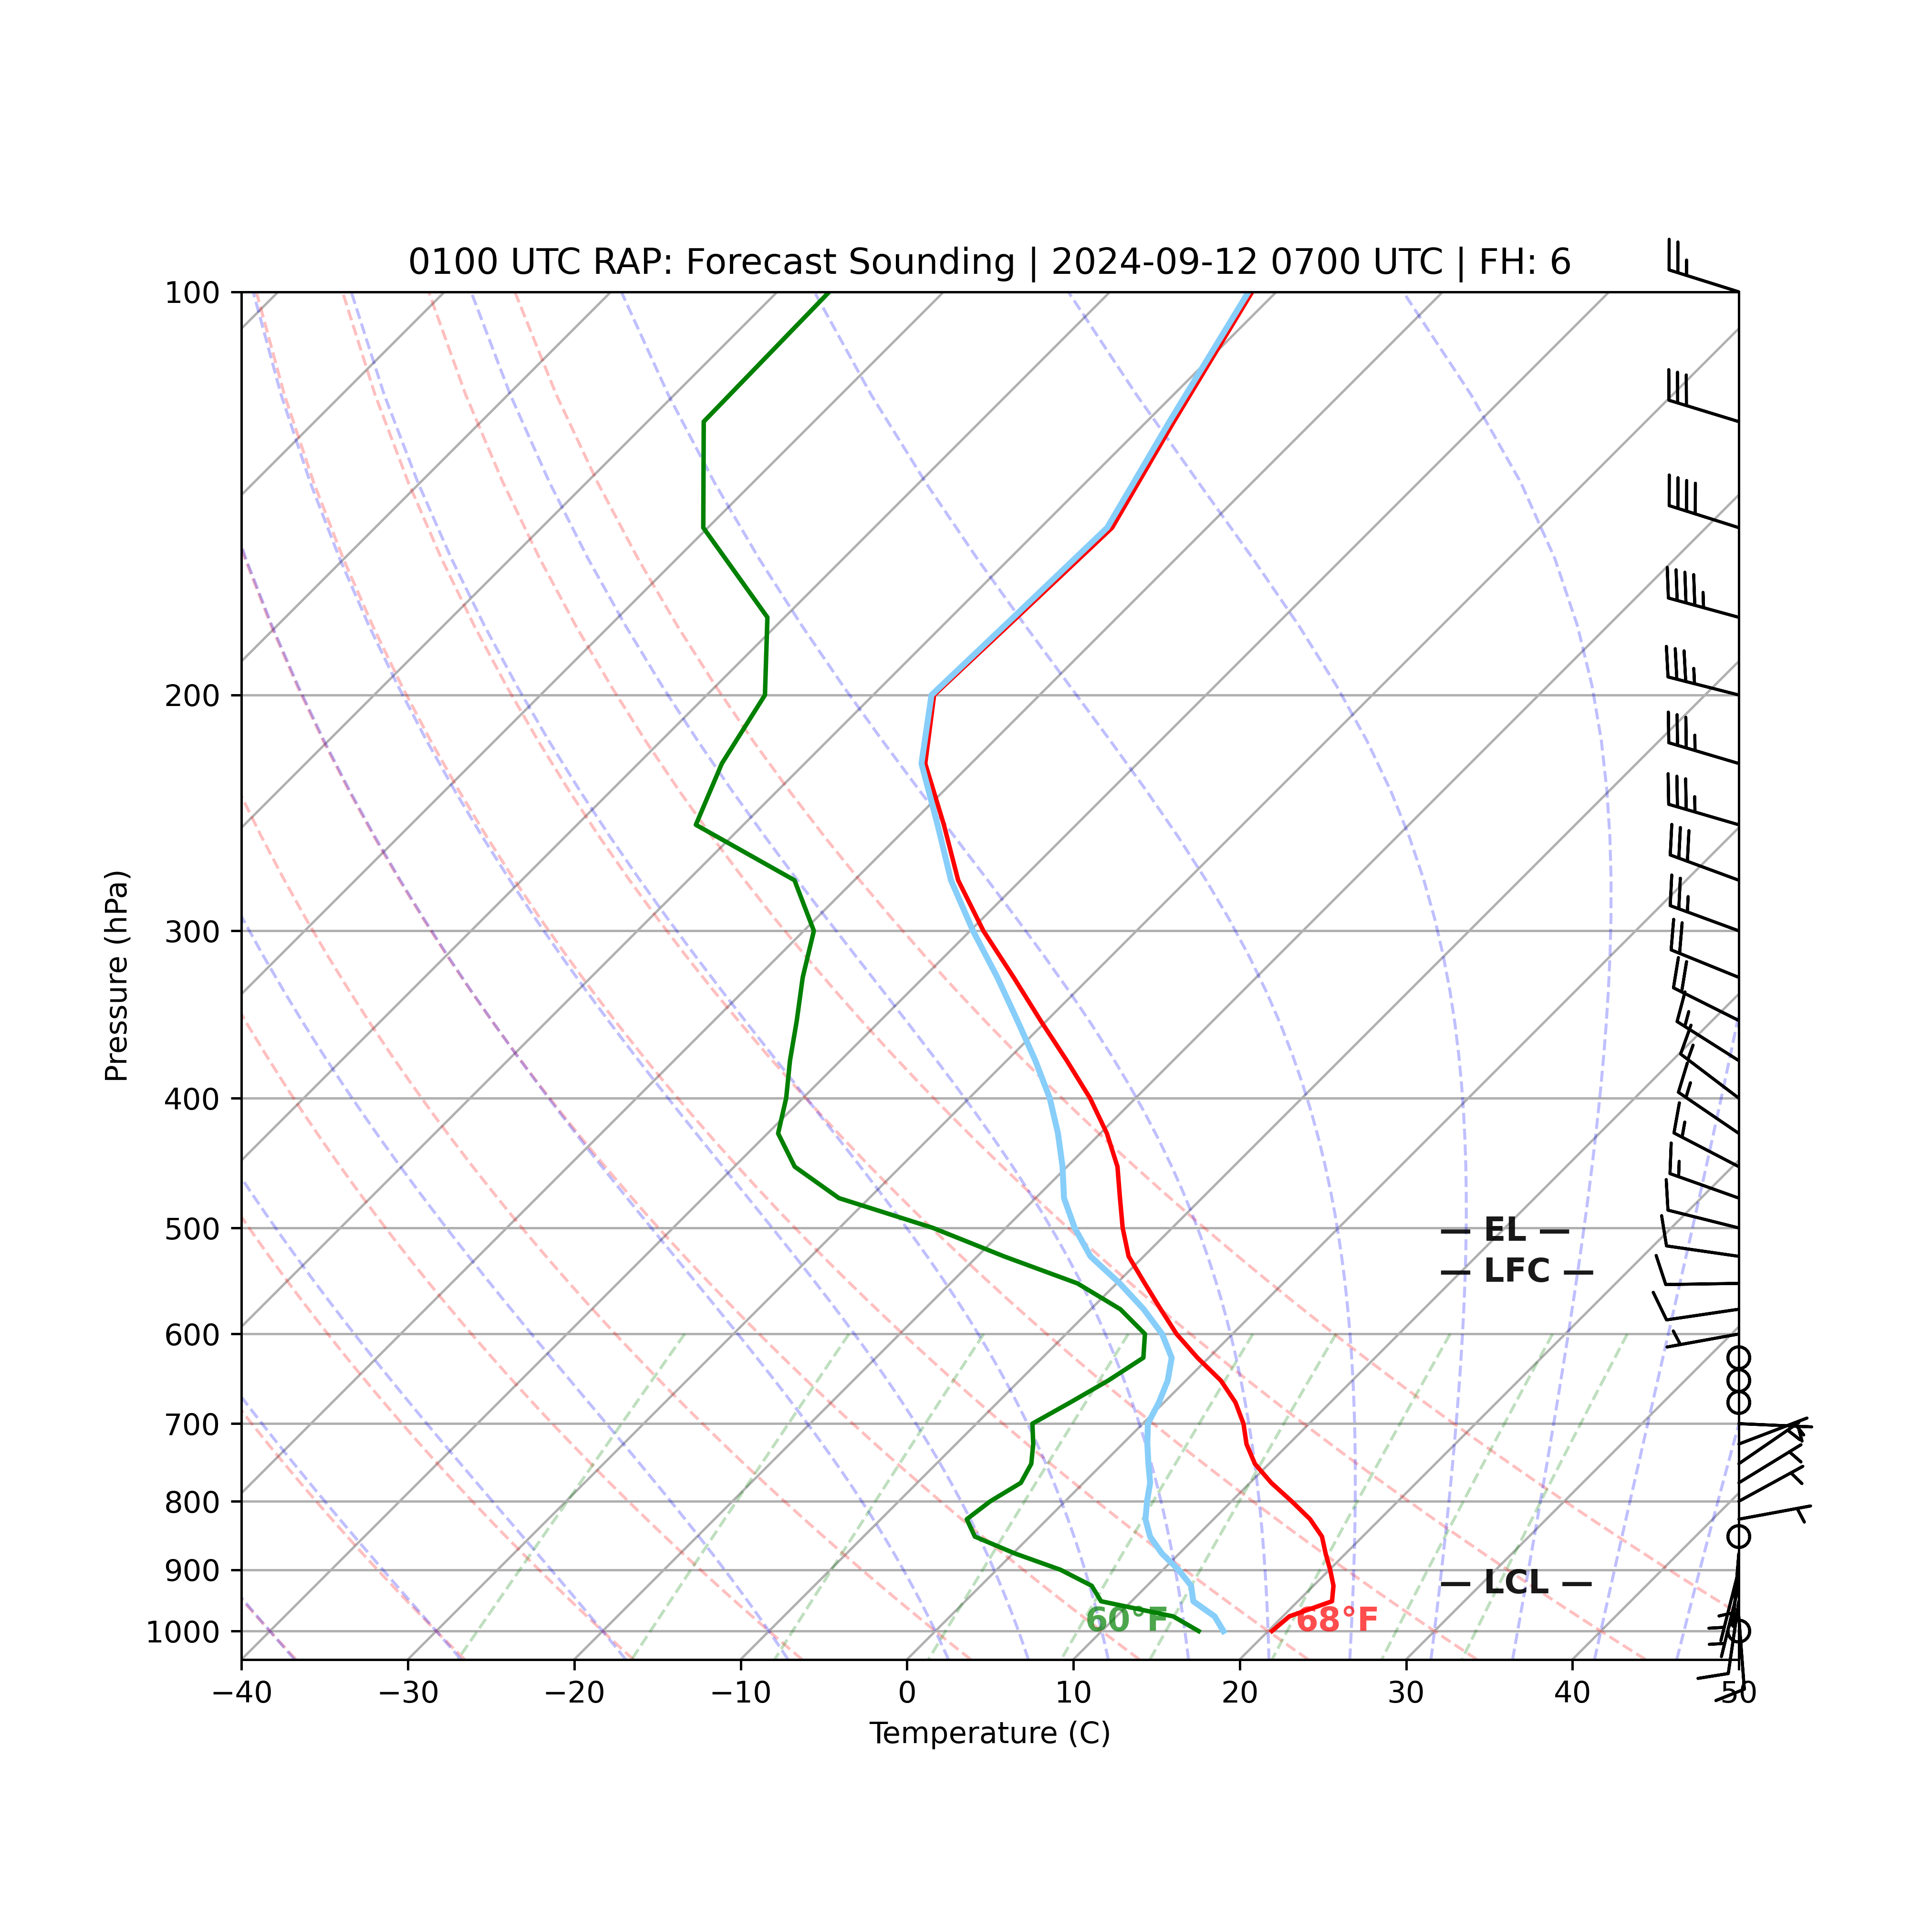 0100 UTC RAP: Forecast Sounding | 2024-09-12 0700 UTC | FH: 6
100
200
300
400
500
600
700
800
900
1000
Pressure (hPa)
— EL —
— LFC —
— LCL —
60°F
68°F
−40 −30 −20 −10 0 10 20 30 40 50
Temperature (C)